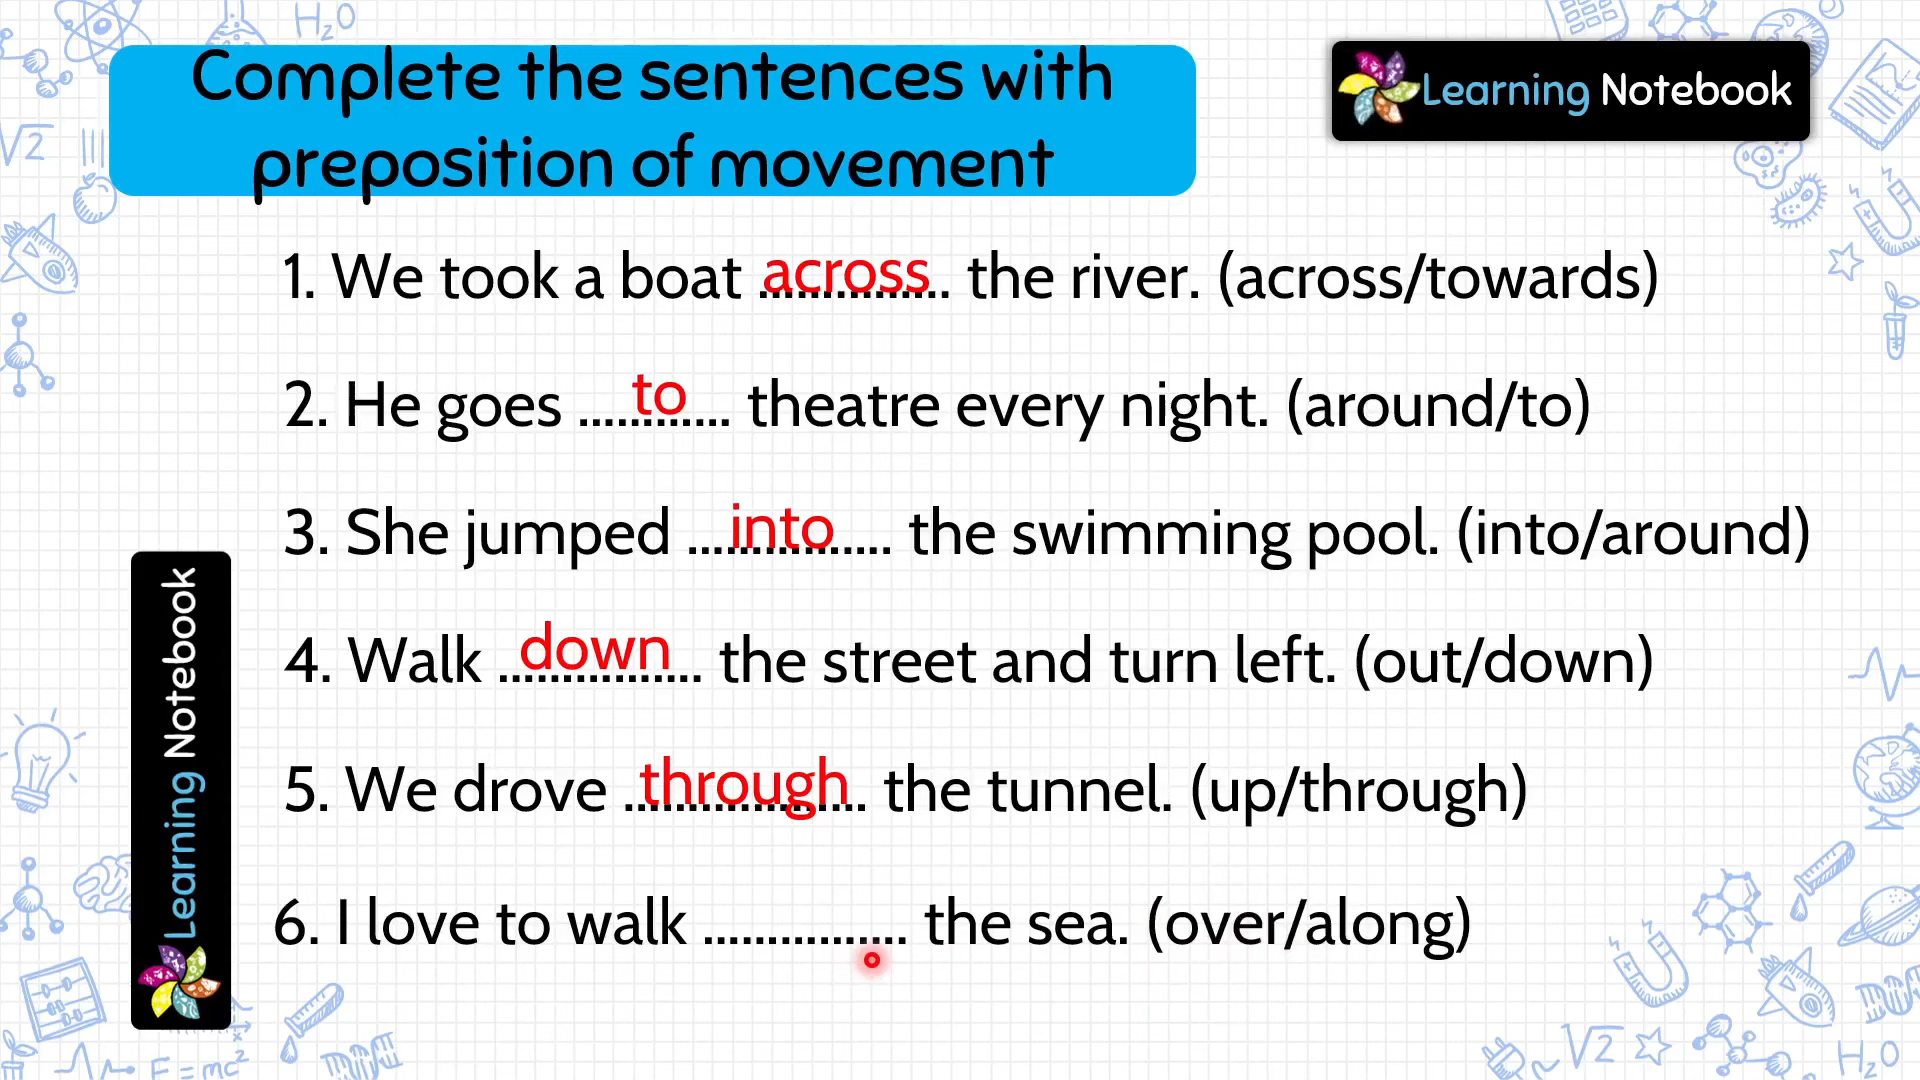 H₂O
Complete the sentences with
preposition of movement
Learning Notebook
√2
1. We took a boat across the river. (across/towards)
2. He goes to theatre every night. (around/to)
3. She jumped into the swimming pool. (into/around)
4. Walk down the street and turn left. (out/down)
5. We drove through the tunnel. (up/through)
6. I love to walk ................ the sea. (over/along)
Learning Notebook
F=mc²
√2
H₂O